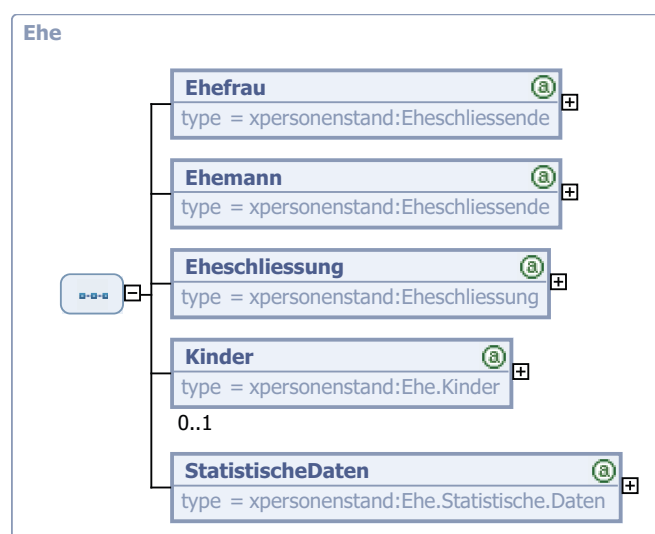 Ehe
Ehefrau
type = xpersonenstand:Eheschliessende
Ehemann
type = xpersonenstand:Eheschliessende
Eheschliessung
type = xpersonenstand:Eheschliessung
Kinder
type = xpersonenstand:Ehe.Kinder
0..1
StatistischeDaten
type = xpersonenstand:Ehe.Statistische.Daten